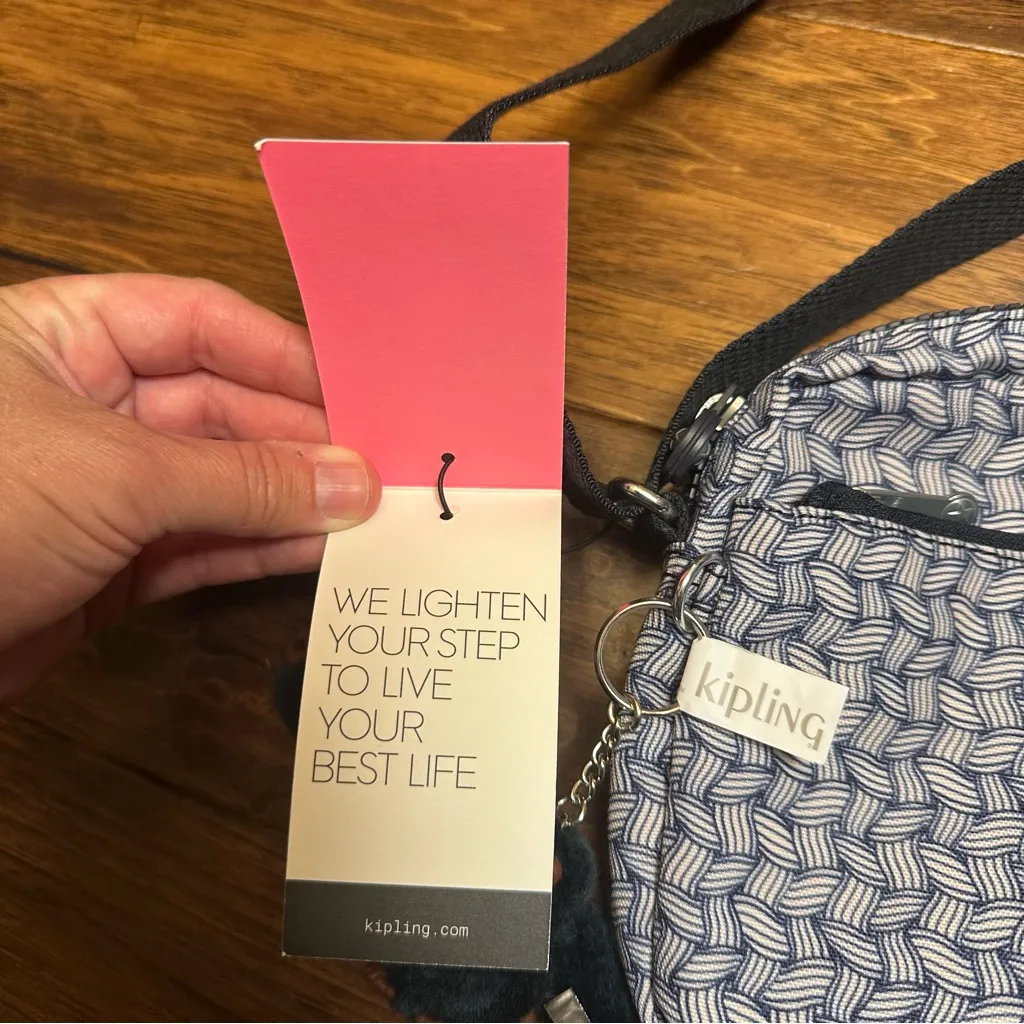 WE LIGHTEN
YOUR STEP
TO LIVE
YOUR
BEST LIFE
kipling.com
kipling